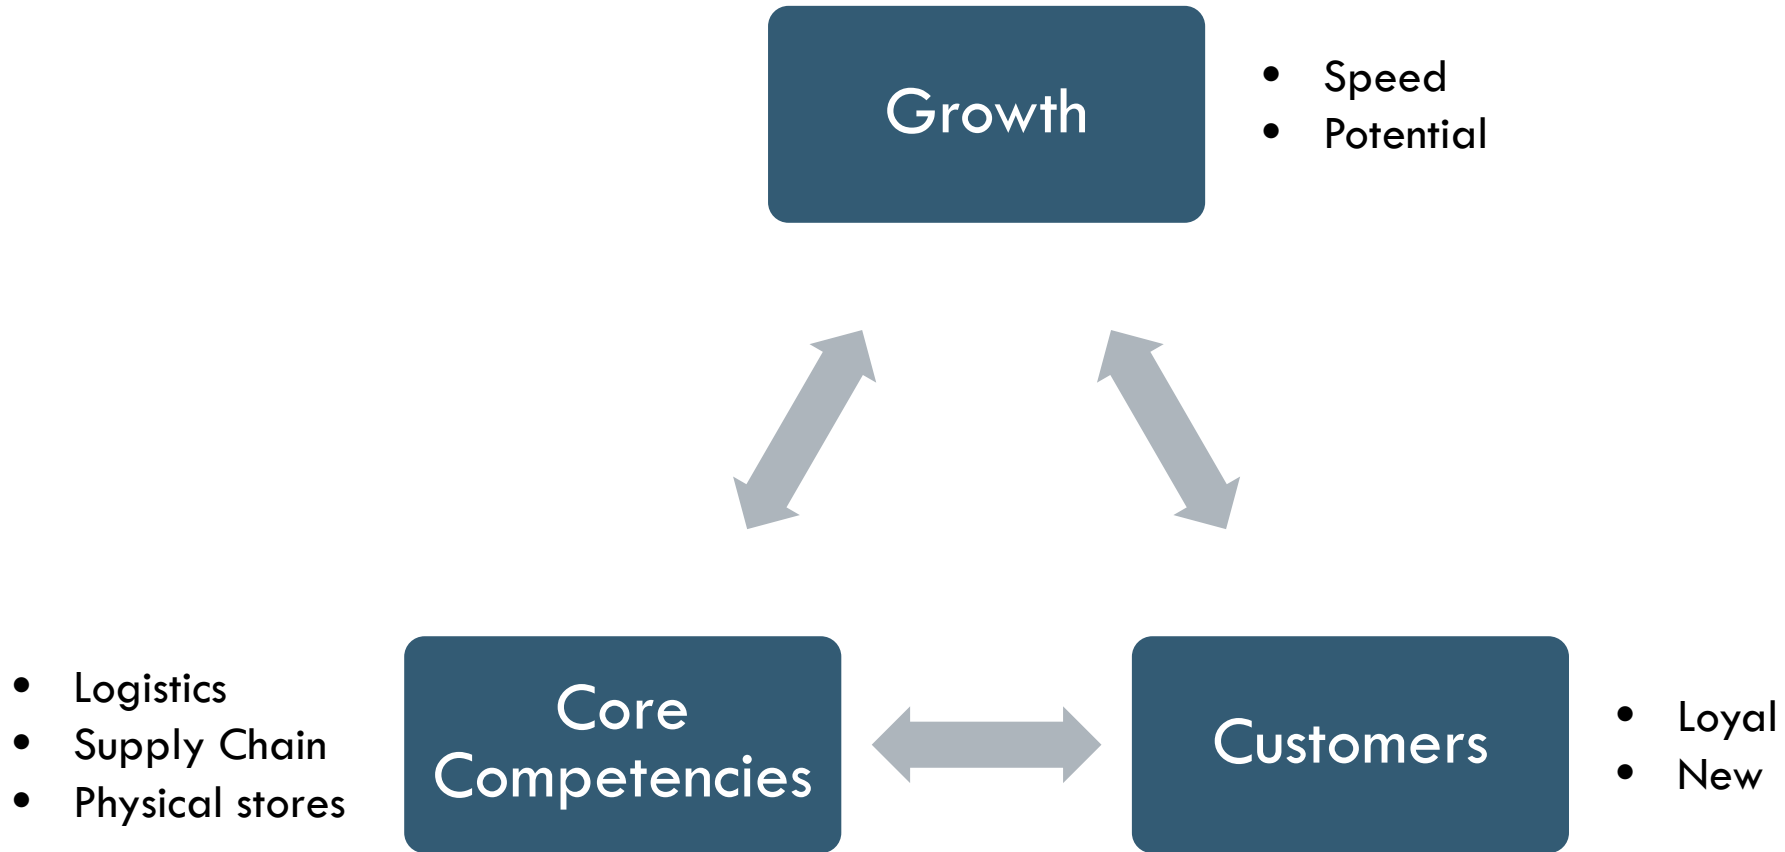 Growth
• Speed
• Potential
• Logistics
• Supply Chain
• Physical stores
Core
Competencies
Customers
• Loyal
• New